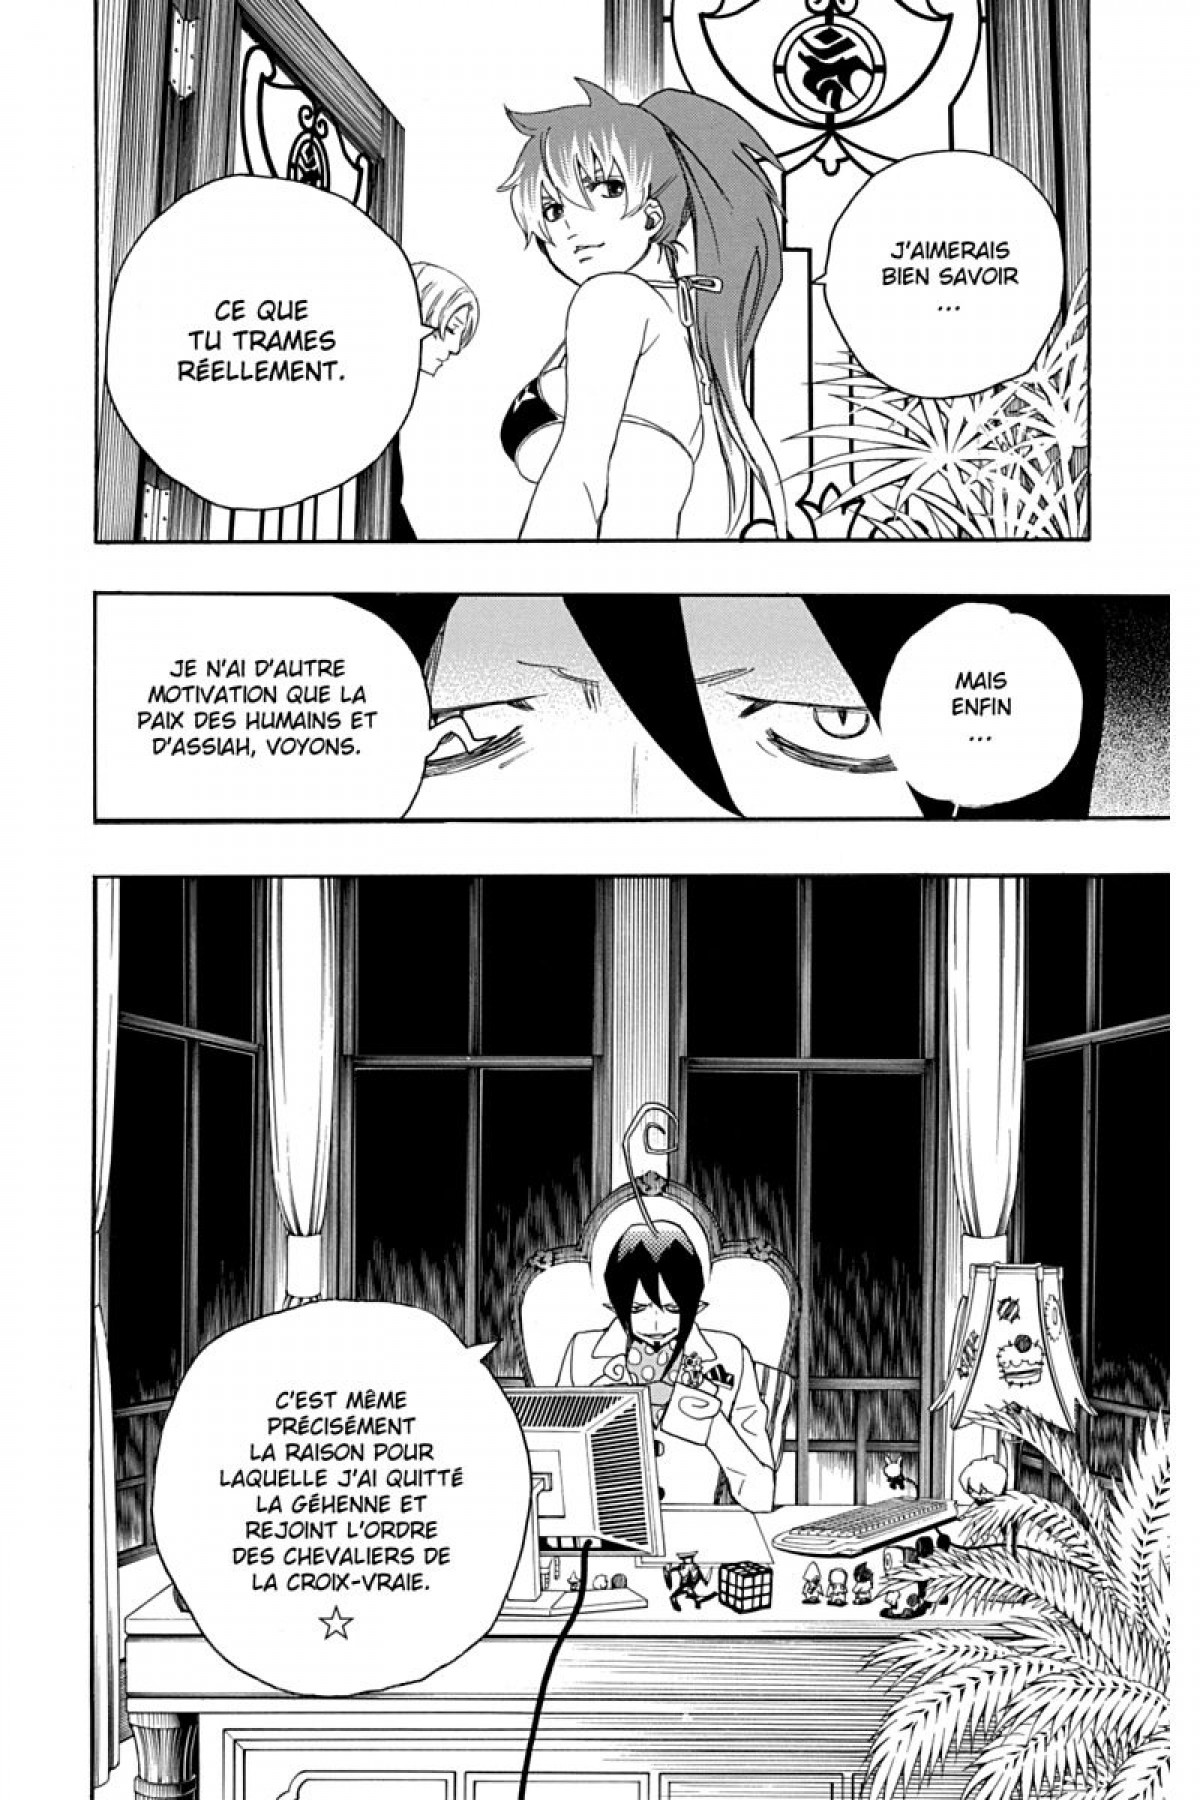 J'AIMERAIS
BIEN SAVOIR
...
CE QUE
TU TRAMES
RÉELLEMENT.
MAIS
ENFIN
...
JE N'AI D'AUTRE
MOTIVATION QUE LA
PAIX DES HUMAINS ET
D'ASSIAH, VOYONS.
C'EST MÊME
PRÉCISÉMENT
LA RAISON POUR
LAQUELLE J'AI QUITTÉ
LA GÉHENNE ET
REJOINT L'ORDRE
DES CHEVALIERS DE
LA CROIX-VRAIE.
☆